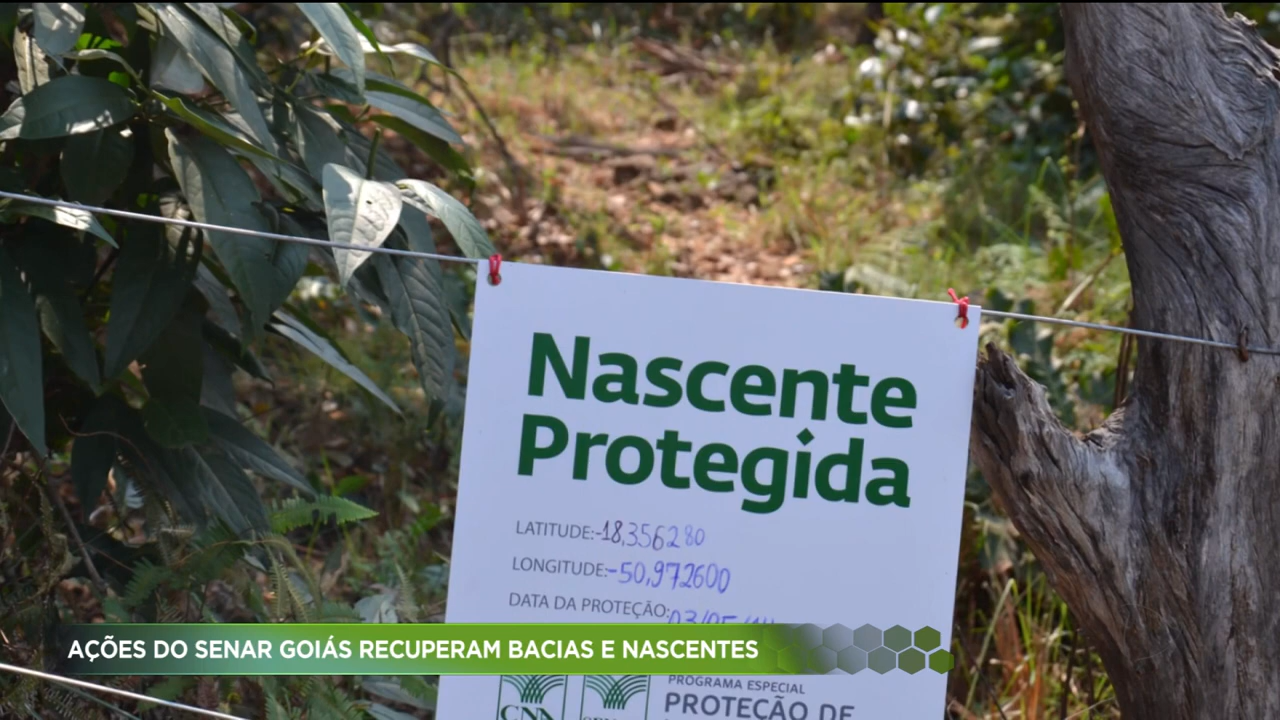 Nascente
Protegida
LATITUDE:-18,356280
LONGITUDE:-50,972600
DATA DA PROTEÇÃO:
AÇÕES DO SENAR GOIÁS RECUPERAM BACIAS E NASCENTES
PROGRAMA ESPECIAL
PROTEÇÃO DE